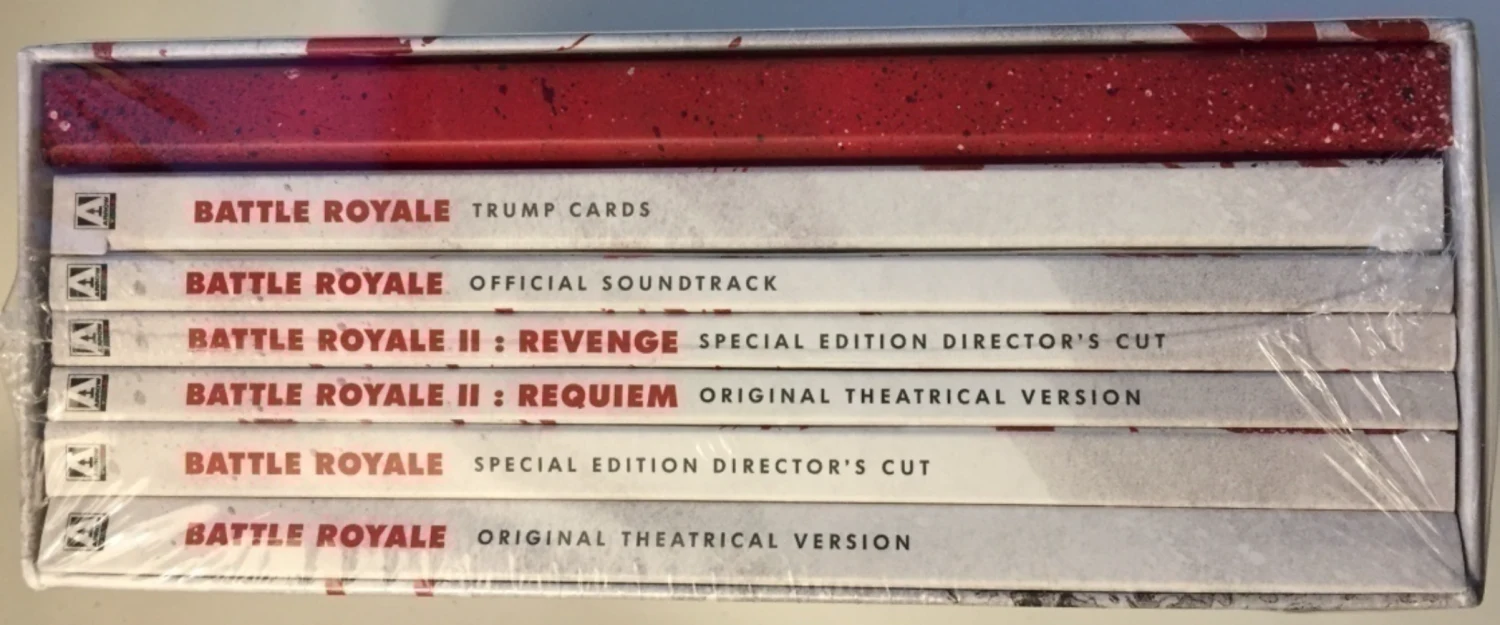 BATTLE ROYALE TRUMP CARDS
BATTLE ROYALE OFFICIAL SOUNDTRACK
BATTLE ROYALE II : REVENGE SPECIAL EDITION DIRECTOR'S CUT
BATTLE ROYALE II : REQUIEM ORIGINAL THEATRICAL VERSION
BATTLE ROYALE SPECIAL EDITION DIRECTOR'S CUT
BATTLE ROYALE ORIGINAL THEATRICAL VERSION